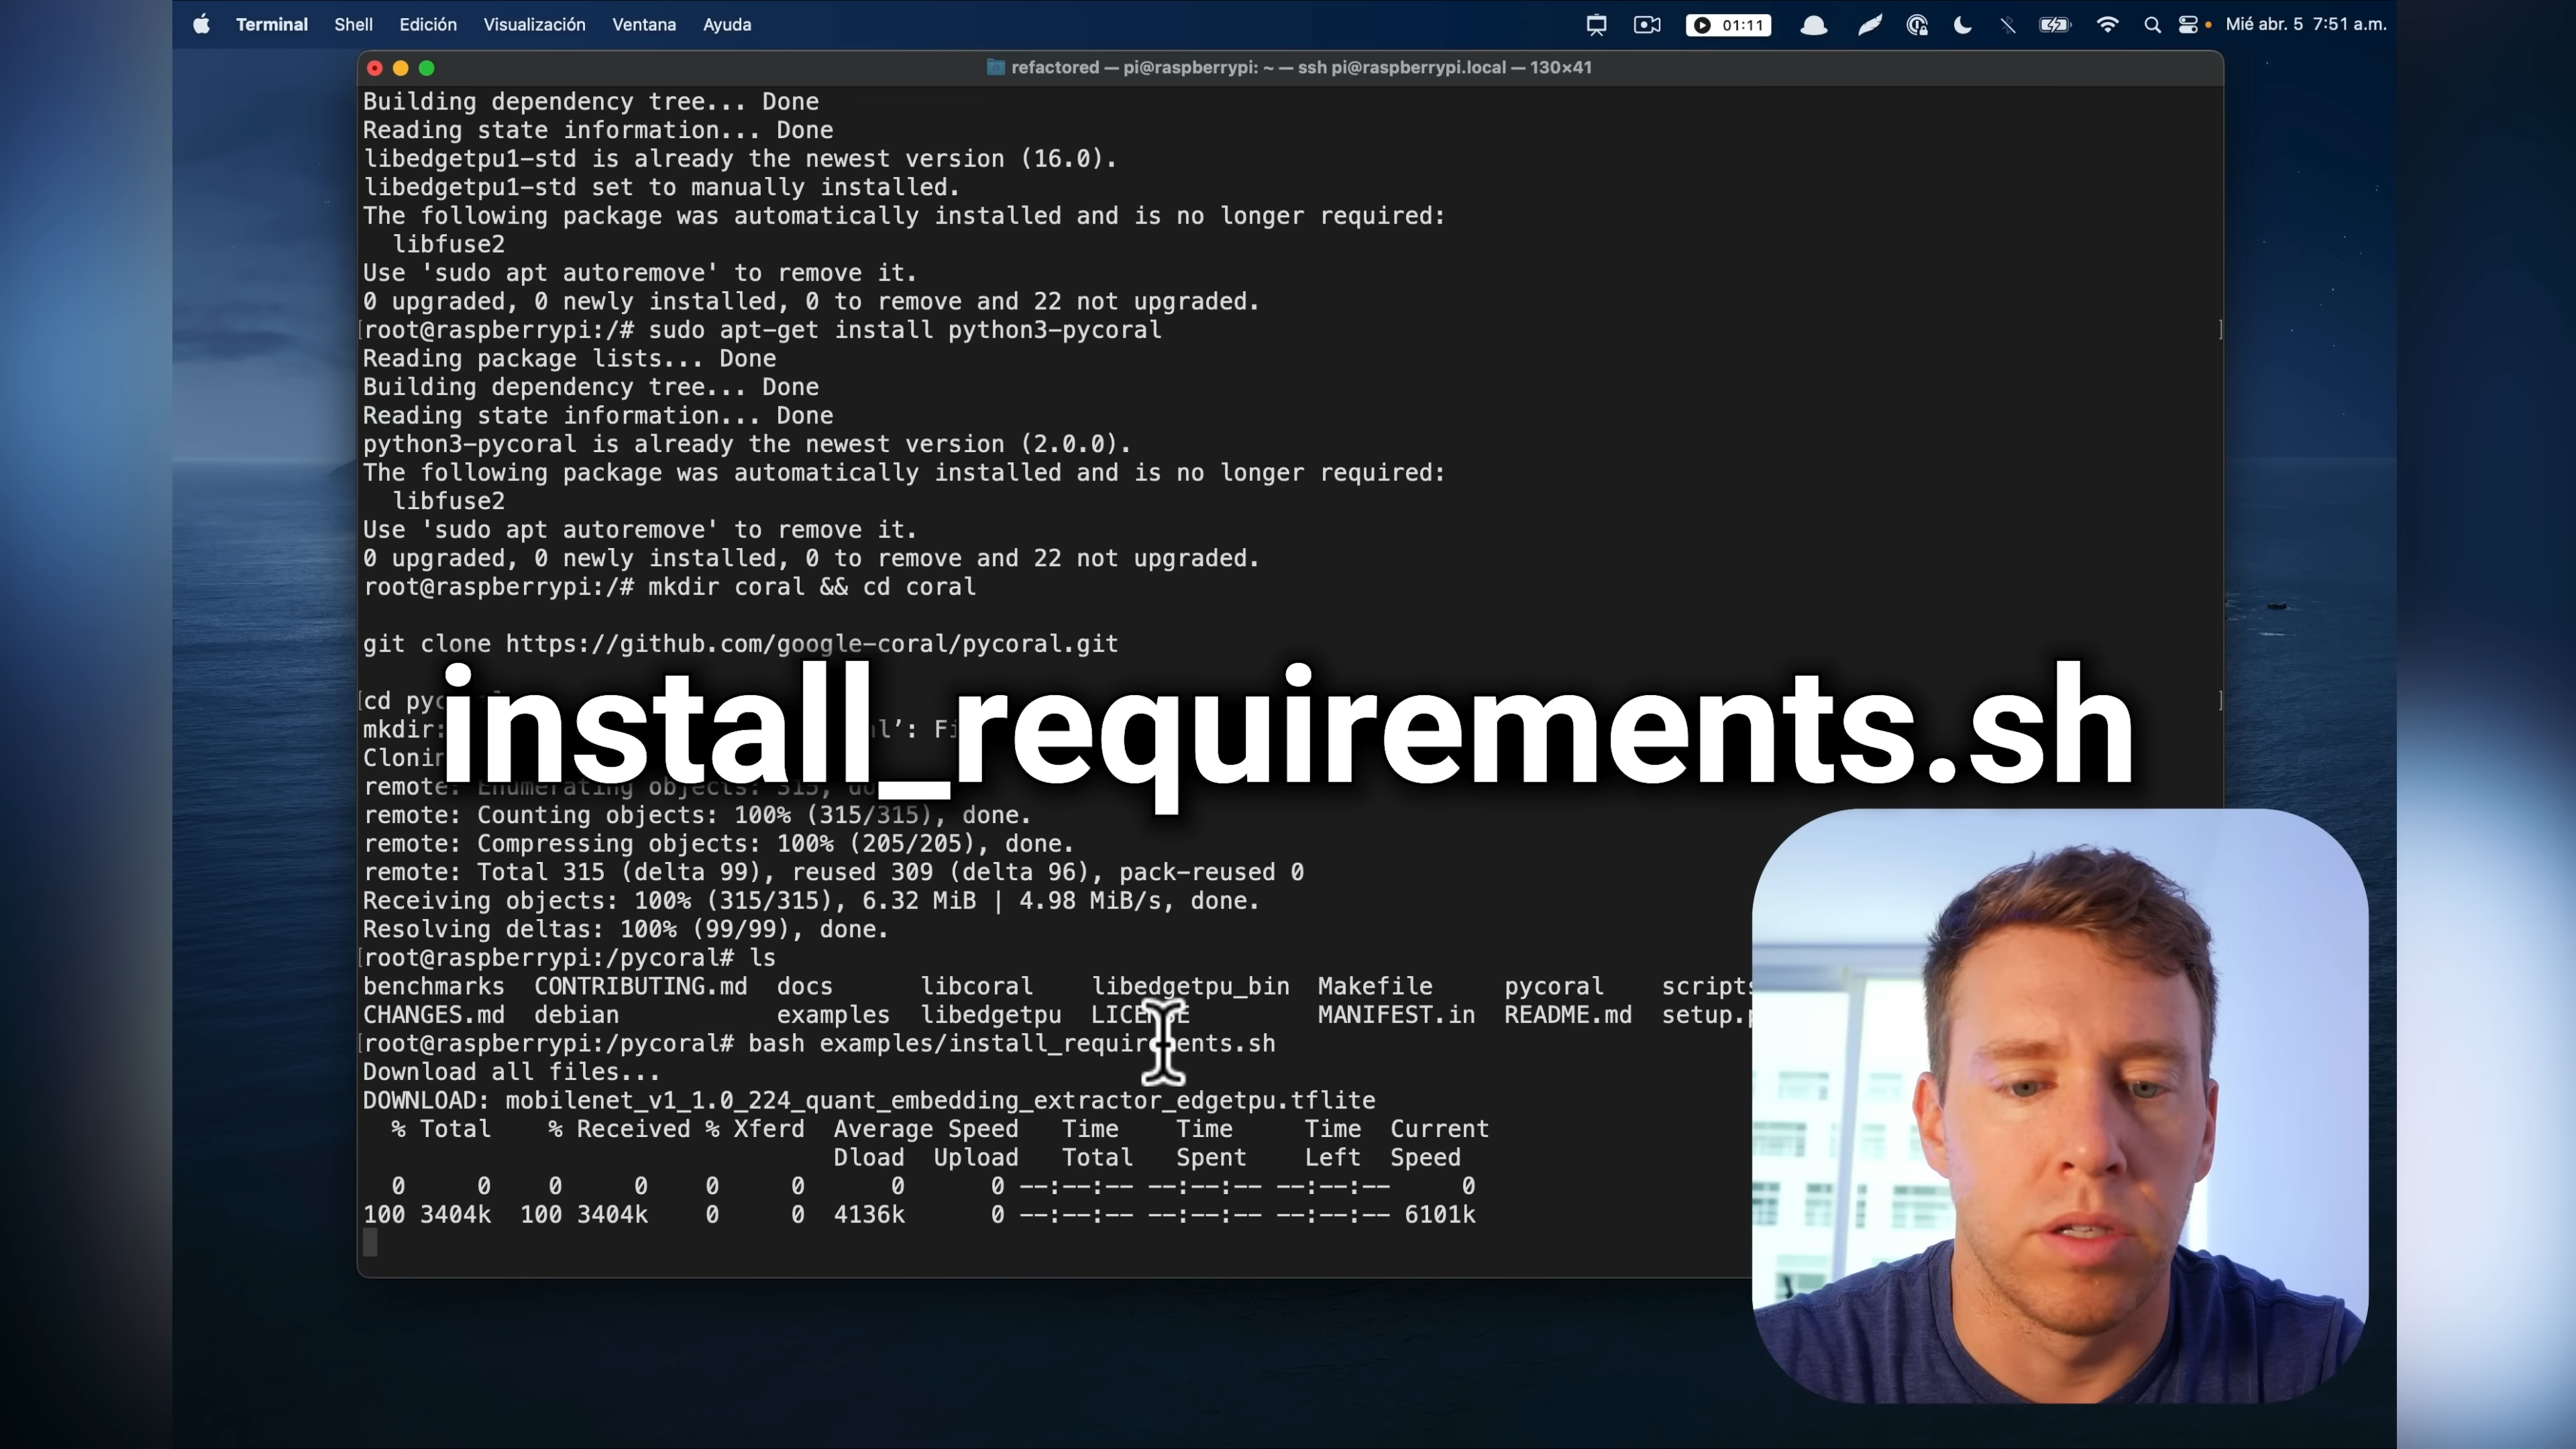 Terminal Shell Edición Visualización Ventana Ayuda 01:11 Mié abr. 5 7:51 a.m.
refactored — pi@raspberrypi: ~ — ssh pi@raspberrypi.local — 130×41
Building dependency tree... Done
Reading state information... Done
libedgetpu1-std is already the newest version (16.0).
libedgetpu1-std set to manually installed.
The following package was automatically installed and is no longer required:
libfuse2
Use 'sudo apt autoremove' to remove it.
0 upgraded, 0 newly installed, 0 to remove and 22 not upgraded.
[root@raspberrypi:/# sudo apt-get install python3-pycoral ]
Reading package lists... Done
Building dependency tree... Done
Reading state information... Done
python3-pycoral is already the newest version (2.0.0).
The following package was automatically installed and is no longer required:
libfuse2
Use 'sudo apt autoremove' to remove it.
0 upgraded, 0 newly installed, 0 to remove and 22 not upgraded.
root@raspberrypi:/# mkdir coral && cd coral
git clone https://github.com/google-coral/pycoral.git
[cd ]
install_requirements.sh
mkdir:
remote: Enumerating objects: 315,
remote: Counting objects: 100% (315/315), done.
remote: Compressing objects: 100% (205/205), done.
remote: Total 315 (delta 99), reused 309 (delta 96), pack-reused 0
Receiving objects: 100% (315/315), 6.32 MiB | 4.98 MiB/s, done.
Resolving deltas: 100% (99/99), done.
[root@raspberrypi:/pycoral# ls
benchmarks CONTRIBUTING.md docs libcoral libedgetpu_bin Makefile pycoral scripts
CHANGES.md debian examples libedgetpu LICENSE MANIFEST.in README.md
[root@raspberrypi:/pycoral# bash examples/install_requirements.sh
Download all files...
DOWNLOAD: mobilenet_v1_1.0_224_quant_embedding_extractor_edgetpu.tflite
% Total % Received % Xferd Average Speed Time Time Time Current
Dload Upload Total Spent Left Speed
0 0 0 0 0 0 0 0 --:--:-- --:--:-- --:--:-- 0
100 3404k 100 3404k 0 0 4136k 0 --:--:-- --:--:-- --:--:-- 6101k